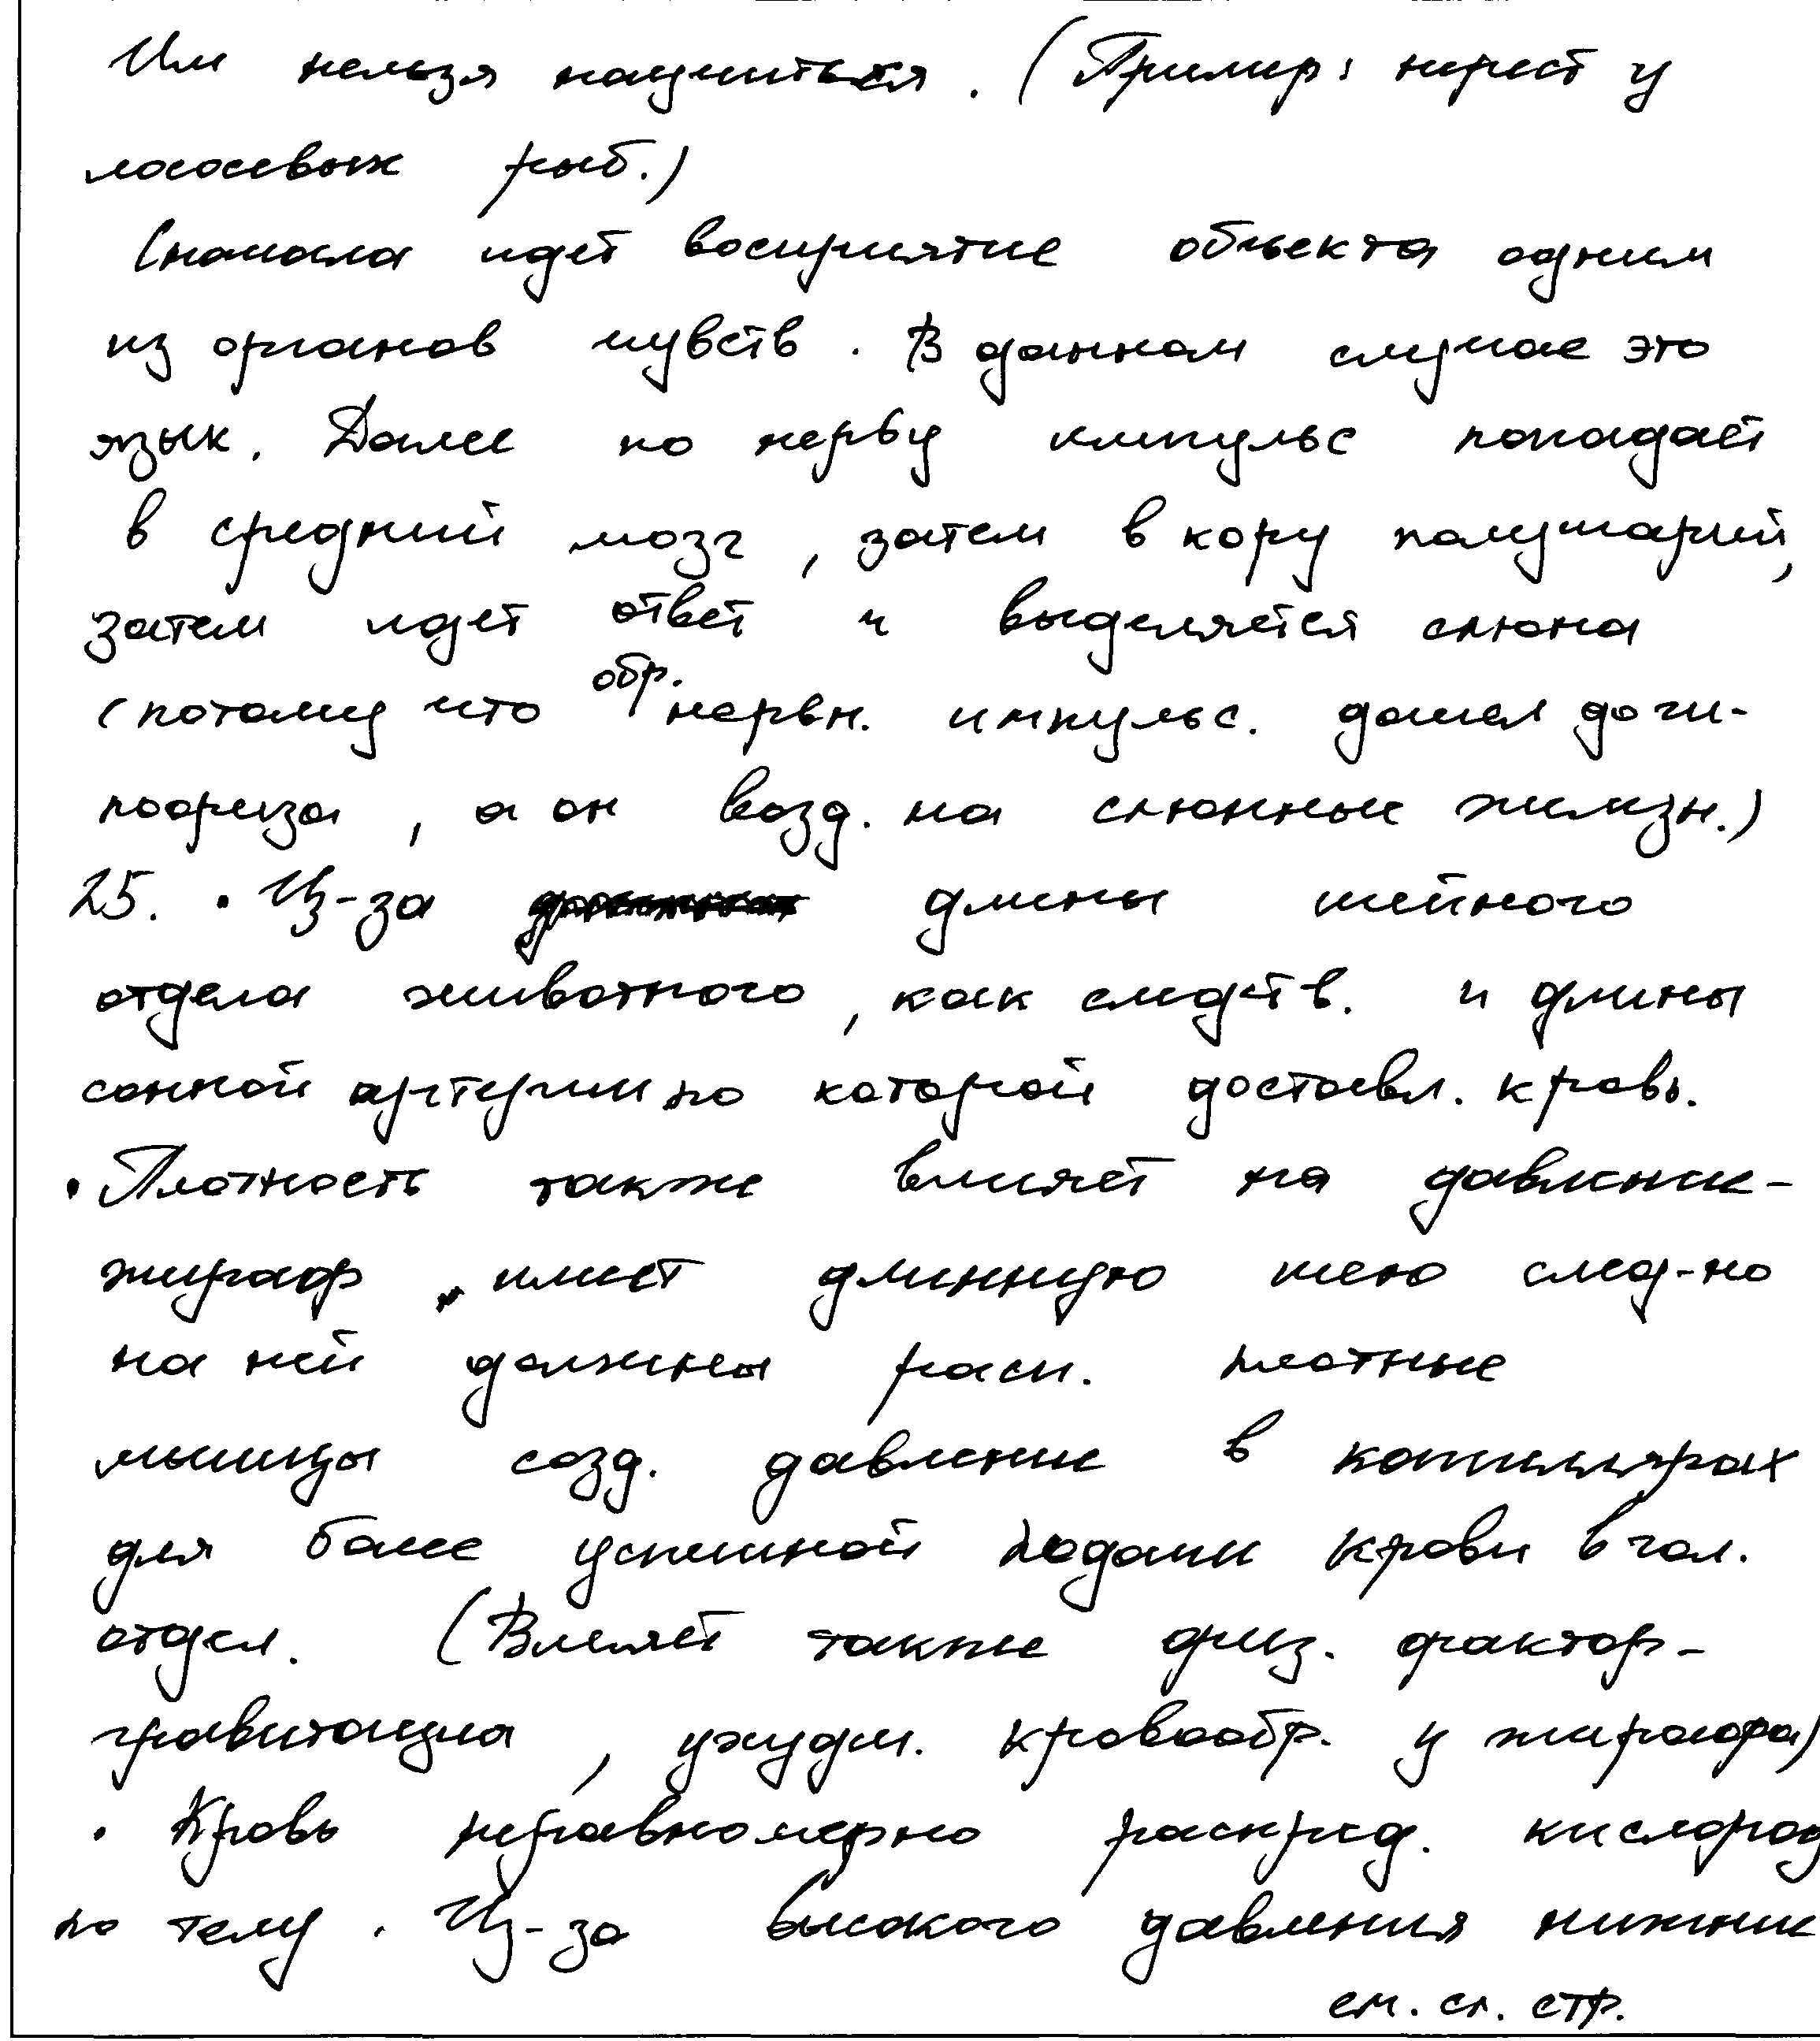 Им нельзя научиться. (Пример: нерест у
лососевых рыб.)
Сначала идет восприятие объекта одним
из органов чувств. В данном случае это
язык. Далее по нерву импульс попадает
в средний мозг, затем в кору полушарий,
затем идет ответ и выделяется слюна
(потому что обр. нервн. импульс. дошел до ги-
пофиза, а он возд. на слюнные железн.)
25. • Из-за длины шейного
отдела животного, как следств. и длины
сонной артерии по которой доставл. кровь.
• Плотность также влияет на давление-
жираф имеет длинную шею след-но
на ней должны расп. плотные
мышцы созд. давление в капиллярах
для более успешной подачи крови в гол.
отдел. (Влияет также физ. фактор-
гравитация, ухудш. кровообр. у жирафа)
• Кровь неравномерно распред. кислород
по телу. Из-за высокого давления нижние
см. сл. стр.